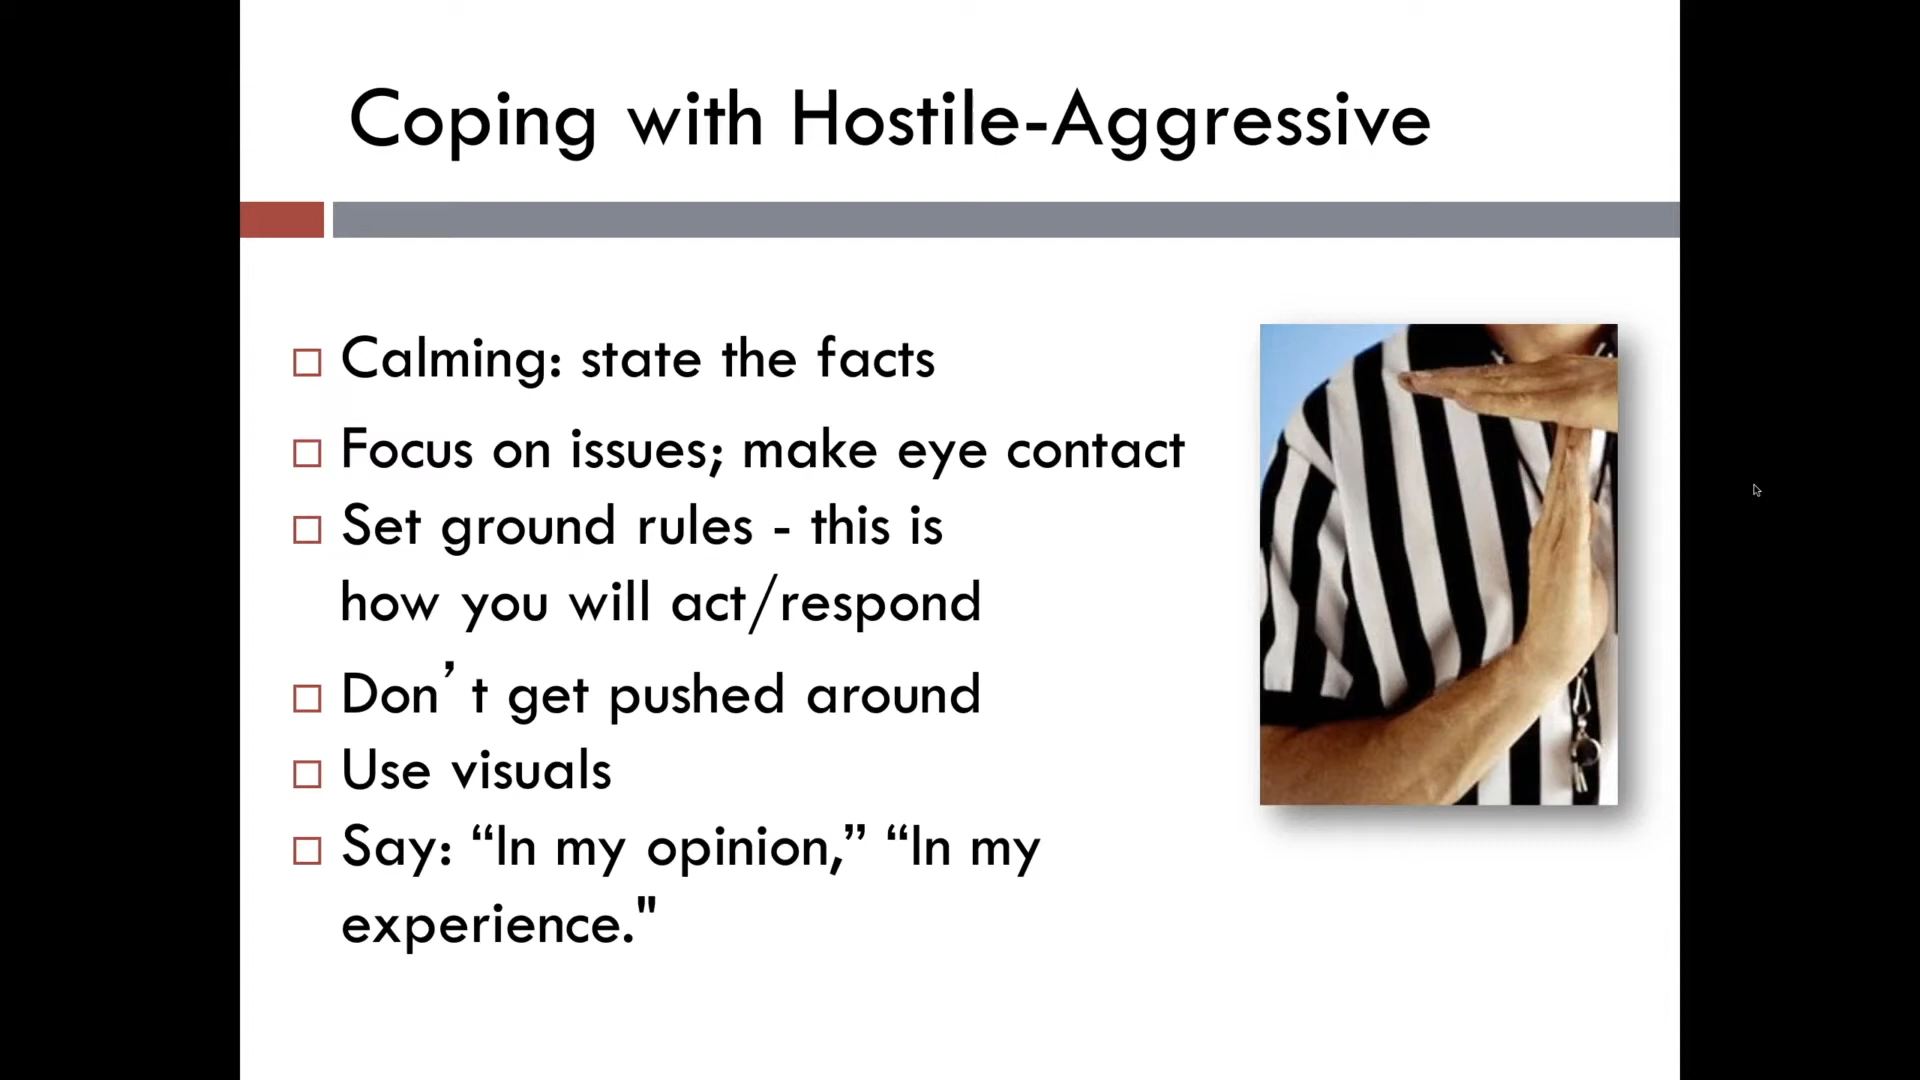 Coping with Hostile-Aggressive
Calming: state the facts
Focus on issues; make eye contact
Set ground rules - this is
how you will act/respond
Don’t get pushed around
Use visuals
Say: “In my opinion,” “In my
experience."